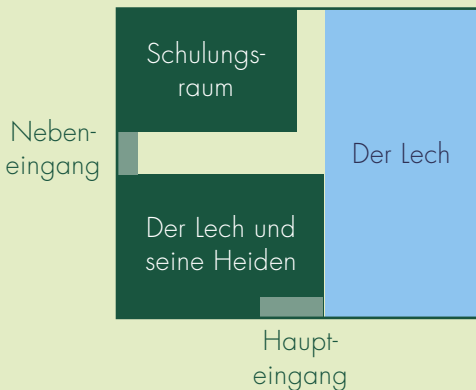 Schulungs-
raum
Neben-
eingang
Der Lech
Der Lech und
seine Heiden
Haupt-
eingang